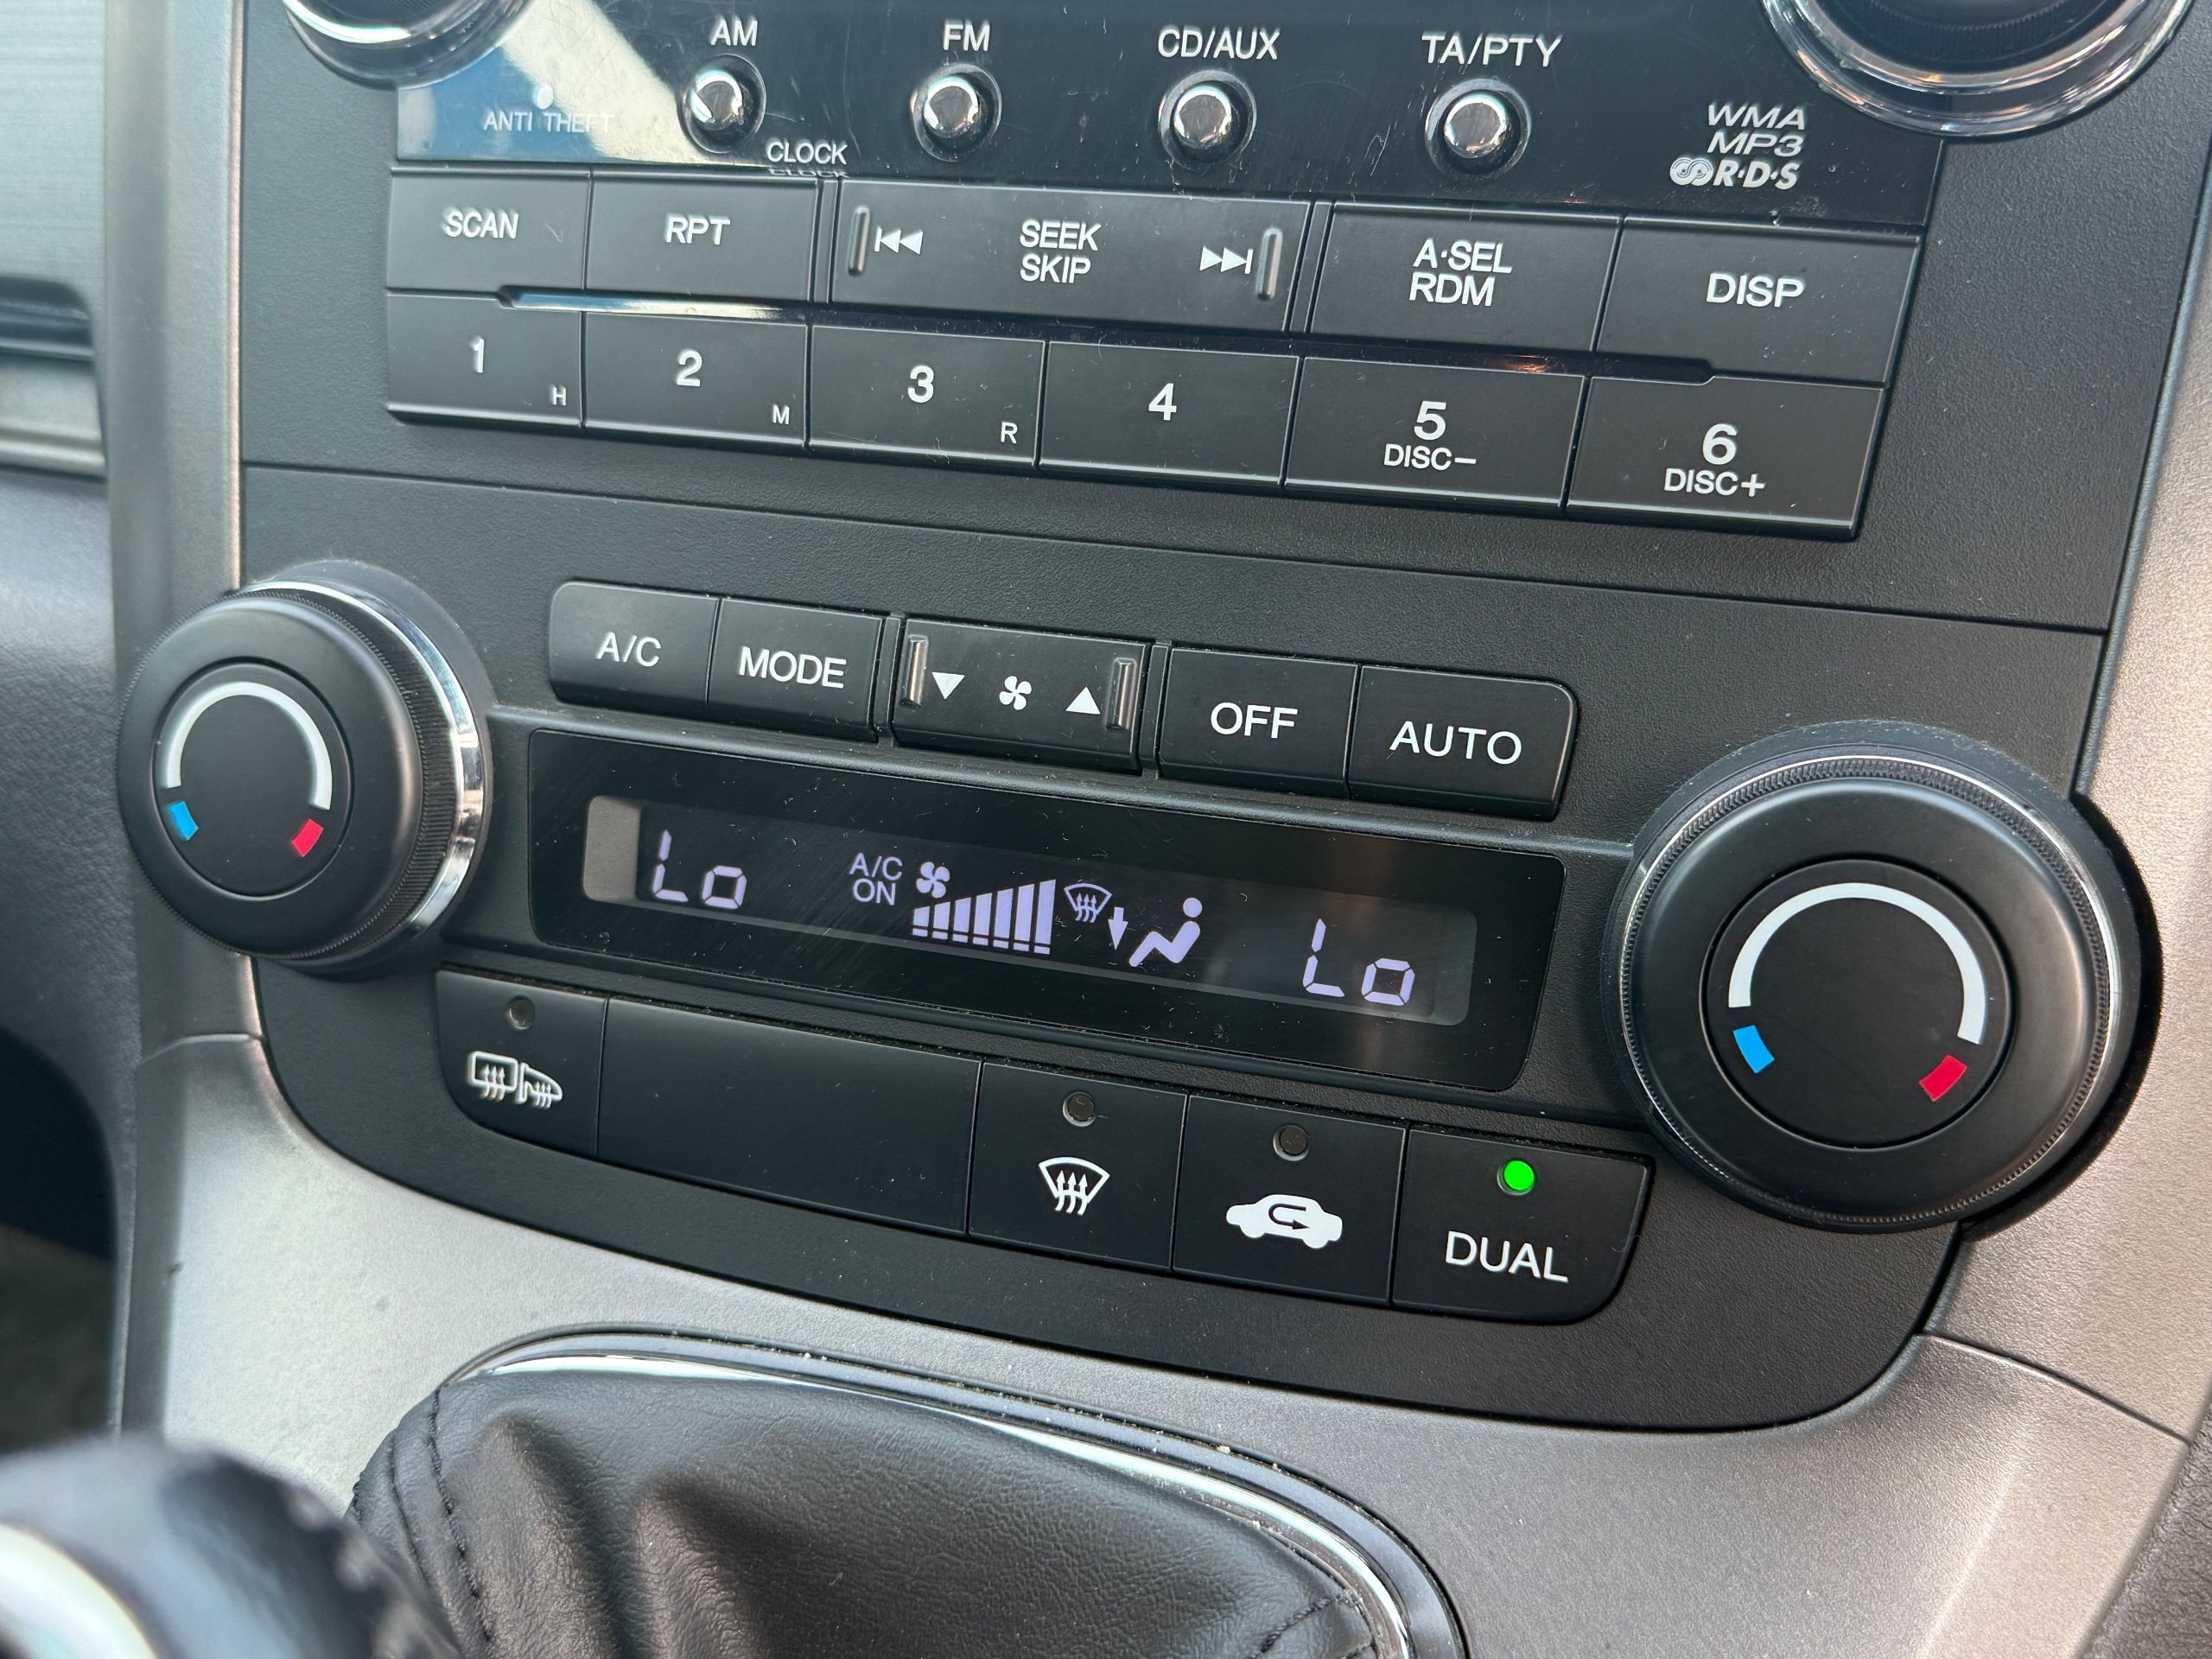 AM FM CD/AUX TA/PTY
ANTI THEFT
CLOCK
WMA
MP3
R·D·S
SCAN RPT SEEK A·SEL DISP
SKIP RDM
1 2 3 4 5 6
H M R DISC− DISC+
A/C MODE OFF AUTO
Lo A/C Lo
ON
DUAL